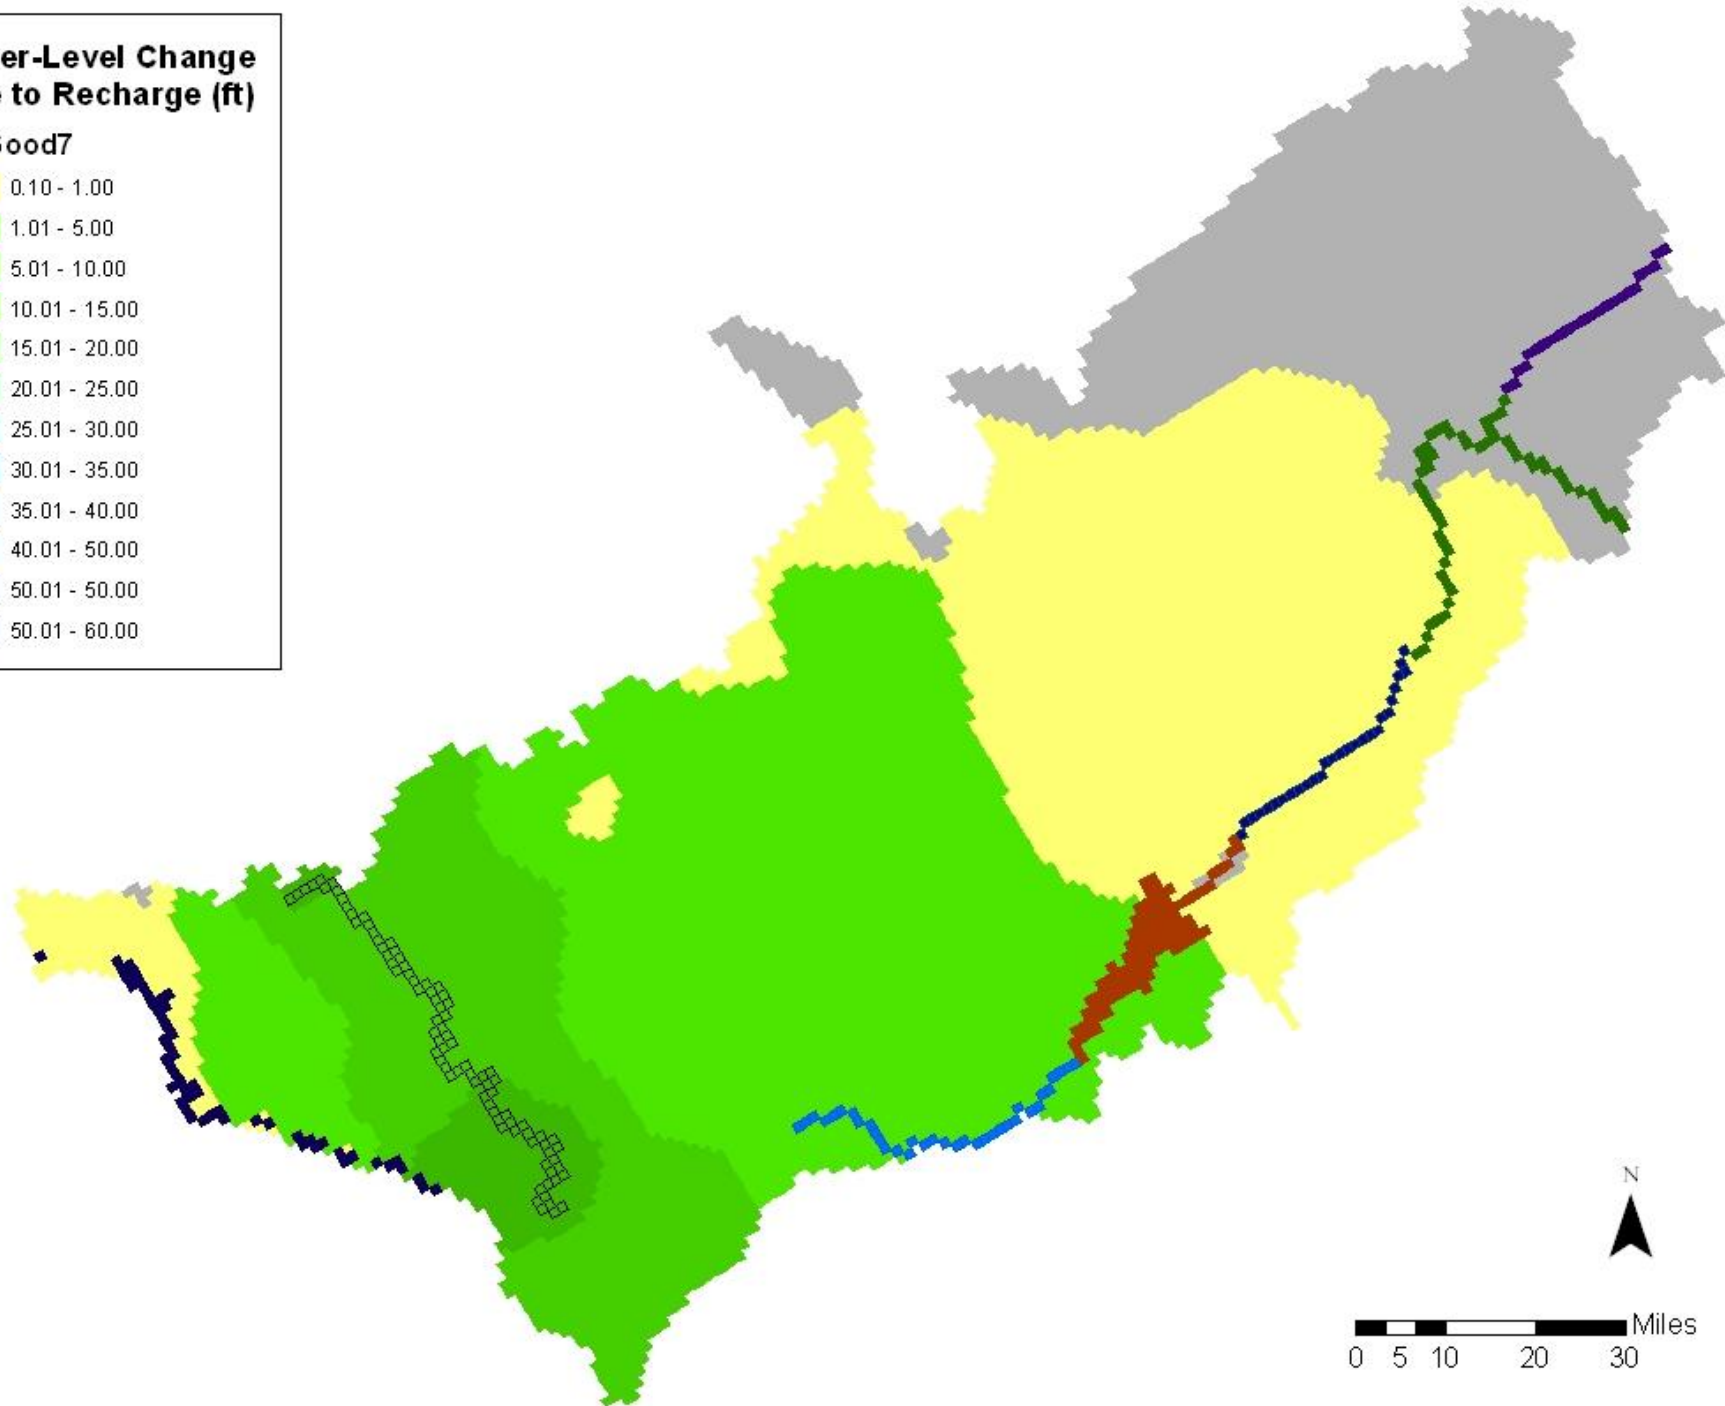 er-Level Change
to Recharge (ft)
ood7
0.10 - 1.00
1.01 - 5.00
5.01 - 10.00
10.01 - 15.00
15.01 - 20.00
20.01 - 25.00
25.01 - 30.00
30.01 - 35.00
35.01 - 40.00
40.01 - 50.00
50.01 - 50.00
50.01 - 60.00
N
Miles
0 5 10 20 30